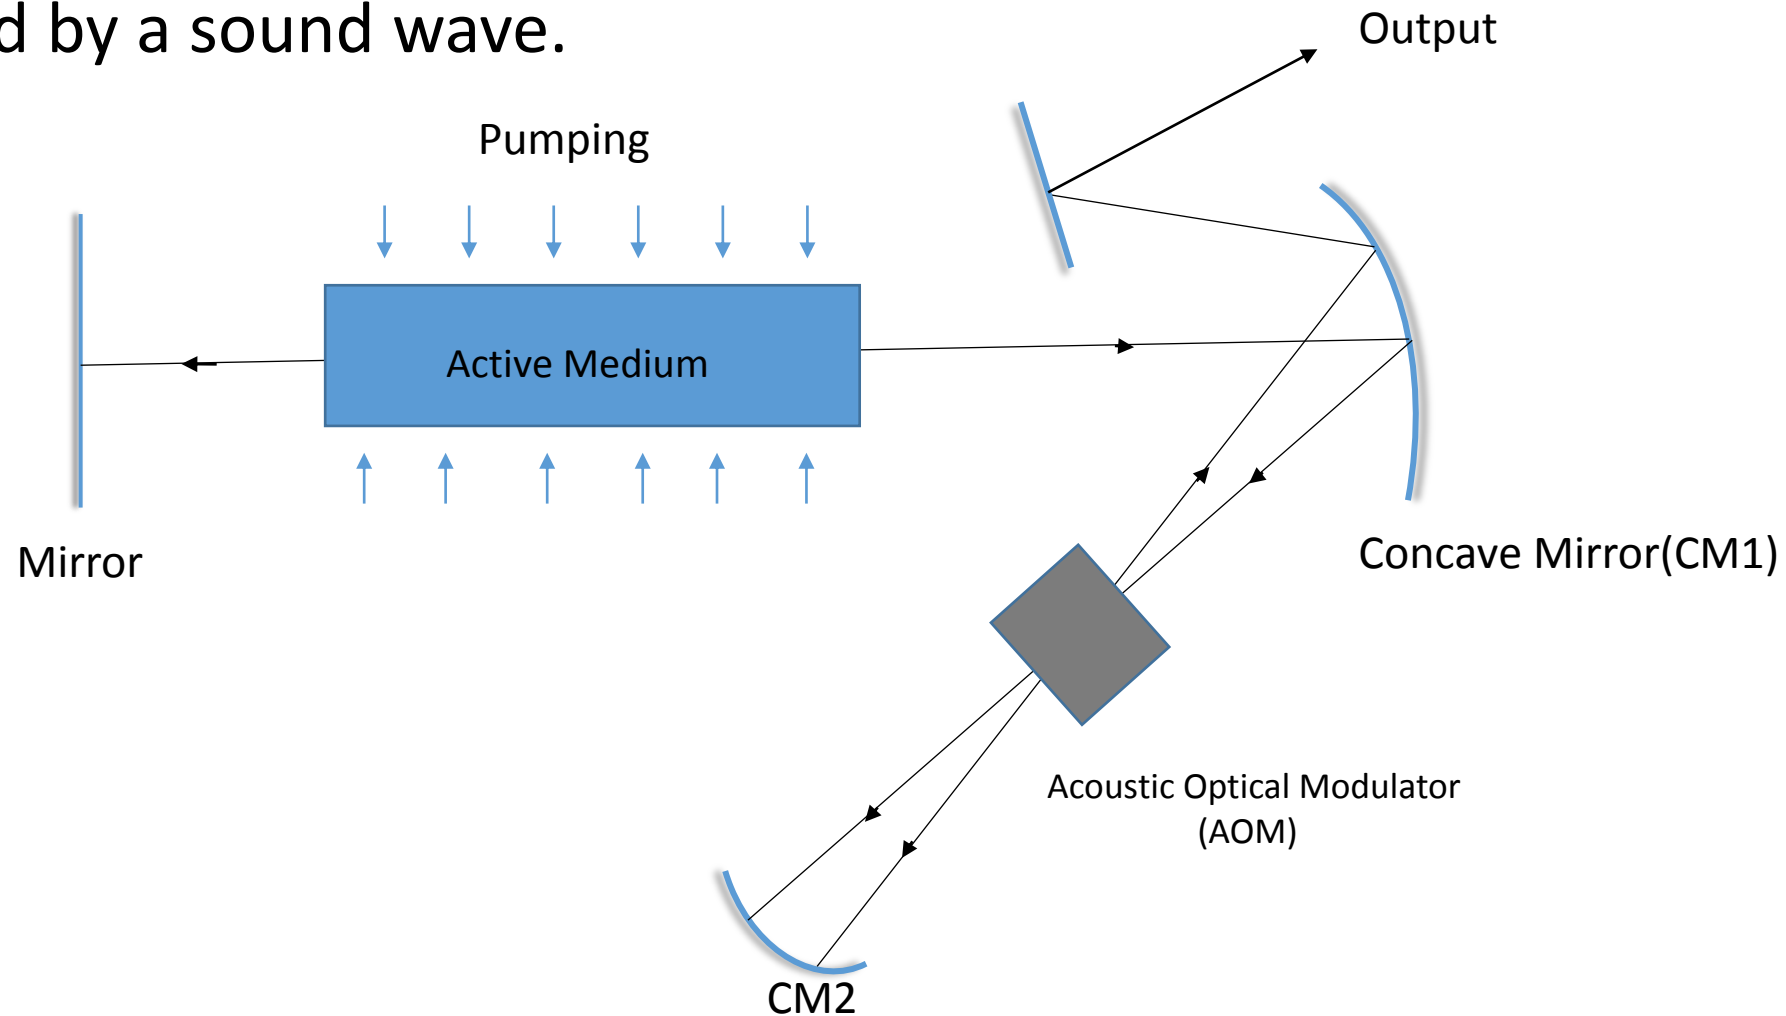 by a sound wave.
Output
Pumping
Active Medium
Mirror
Concave Mirror(CM1)
Acoustic Optical Modulator
(AOM)
CM2